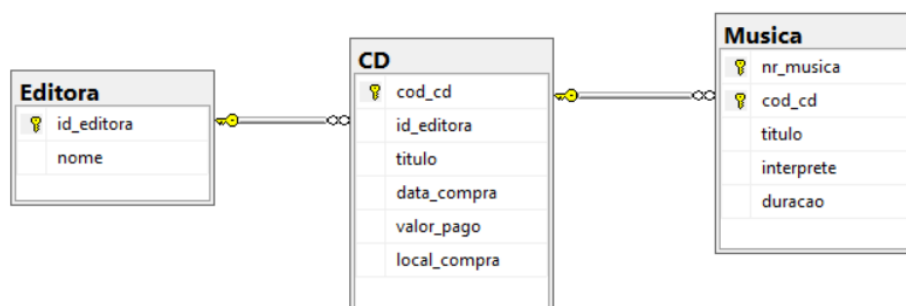 Editora
id_editora
nome
CD
cod_cd
id_editora
titulo
data_compra
valor_pago
local_compra
Musica
nr_musica
cod_cd
titulo
interprete
duracao